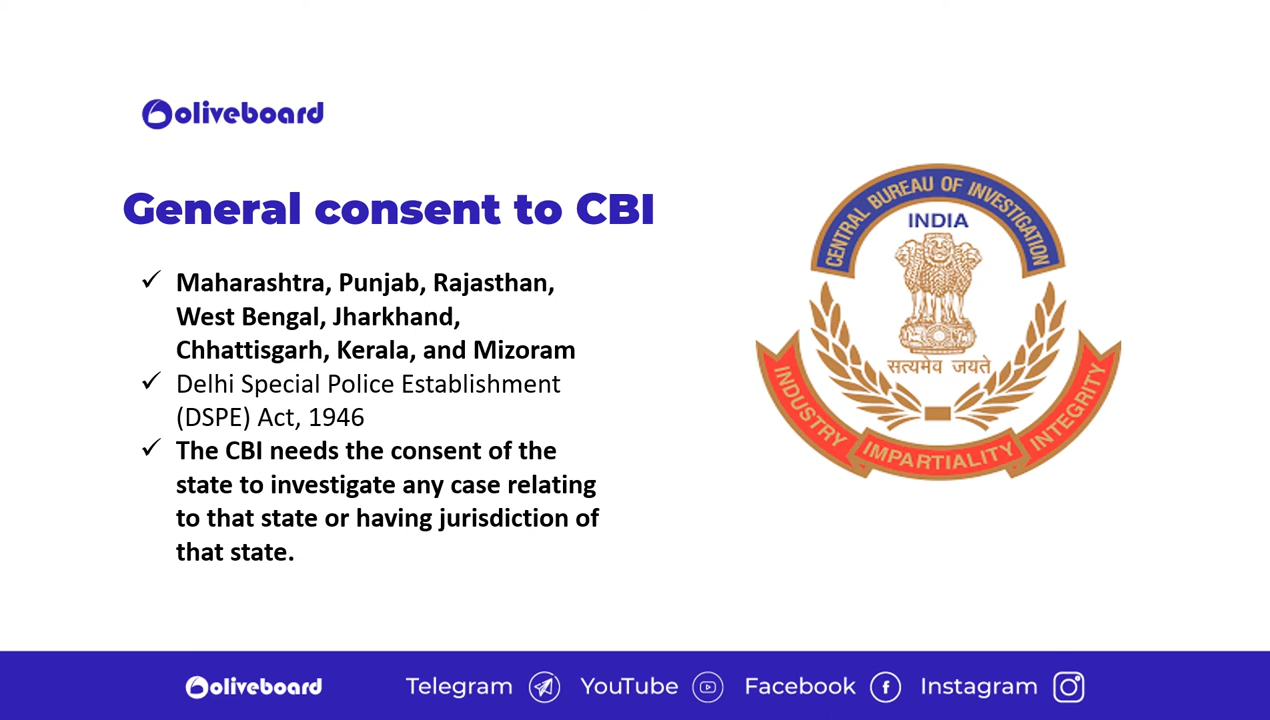 oliveboard
General consent to CBI
✓ Maharashtra, Punjab, Rajasthan,
West Bengal, Jharkhand,
Chhattisgarh, Kerala, and Mizoram
✓ Delhi Special Police Establishment
(DSPE) Act, 1946
✓ The CBI needs the consent of the
state to investigate any case relating
to that state or having jurisdiction of
that state.
CENTRAL BUREAU OF INVESTIGATION
INDIA
सत्यमेव जयते
INDUSTRY IMPARTIALITY INTEGRITY
oliveboard Telegram YouTube Facebook Instagram